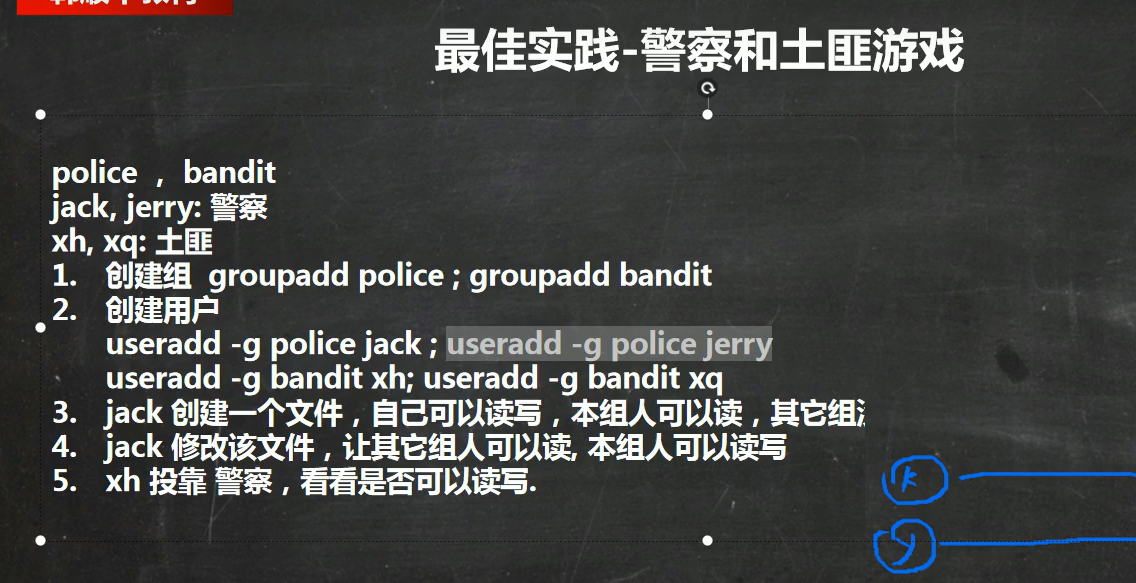 最佳实践-警察和土匪游戏
police ， bandit
jack, jerry: 警察
xh, xq: 土匪
1. 创建组 groupadd police ; groupadd bandit
2. 创建用户
useradd -g police jack ; useradd -g police jerry
useradd -g bandit xh; useradd -g bandit xq
3. jack 创建一个文件，自己可以读写，本组人可以读，其它组
4. jack 修改该文件，让其它组人可以读, 本组人可以读写
5. xh 投靠 警察，看看是否可以读写.